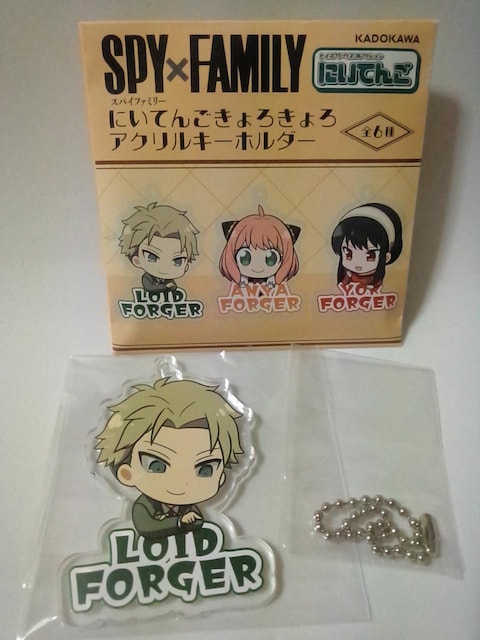 KADOKAWA
SPY×FAMILY
スパイファミリー
にいてんご
にいてんごきょろきょろ
アクリルキーホルダー
全6種
LOID
FORGER
ANYA
FORGER
YOR
FORGER
LOID
FORGER